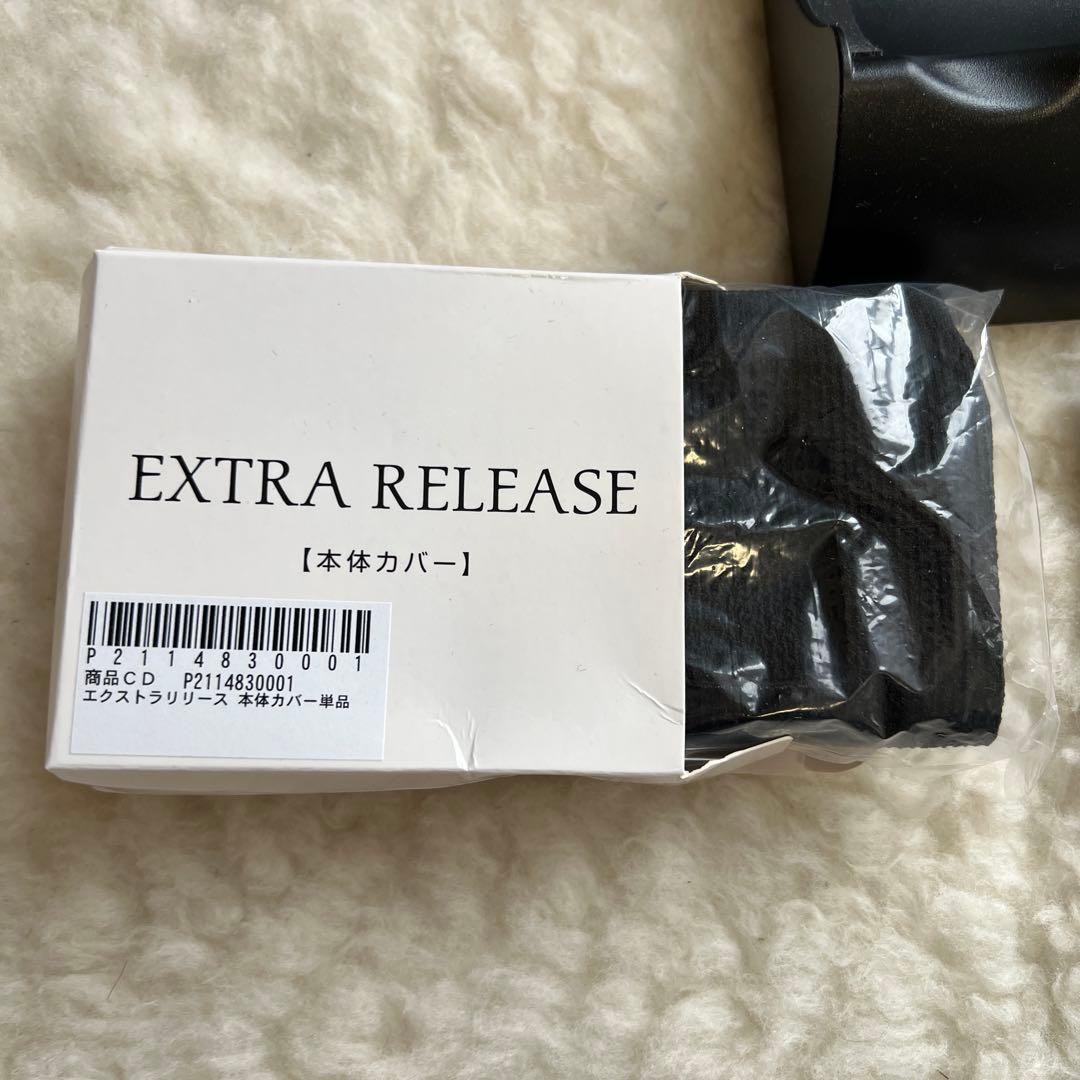 EXTRA RELEASE
【本体カバー】
P2114830001
商品CD P2114830001
エクストラリリース 本体カバー単品